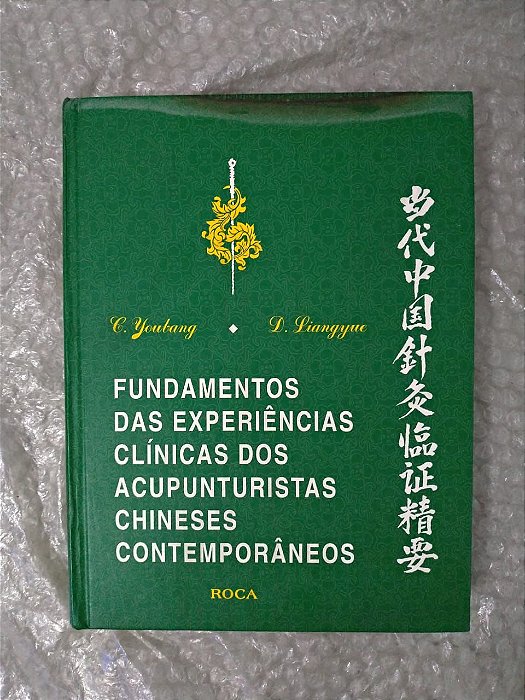 C. Youbang ◆ D. Liangyue
FUNDAMENTOS
DAS EXPERIÊNCIAS
CLÍNICAS DOS
ACUPUNTURISTAS
CHINESES
CONTEMPORÂNEOS
ROCA
当代中国針灸临证精要